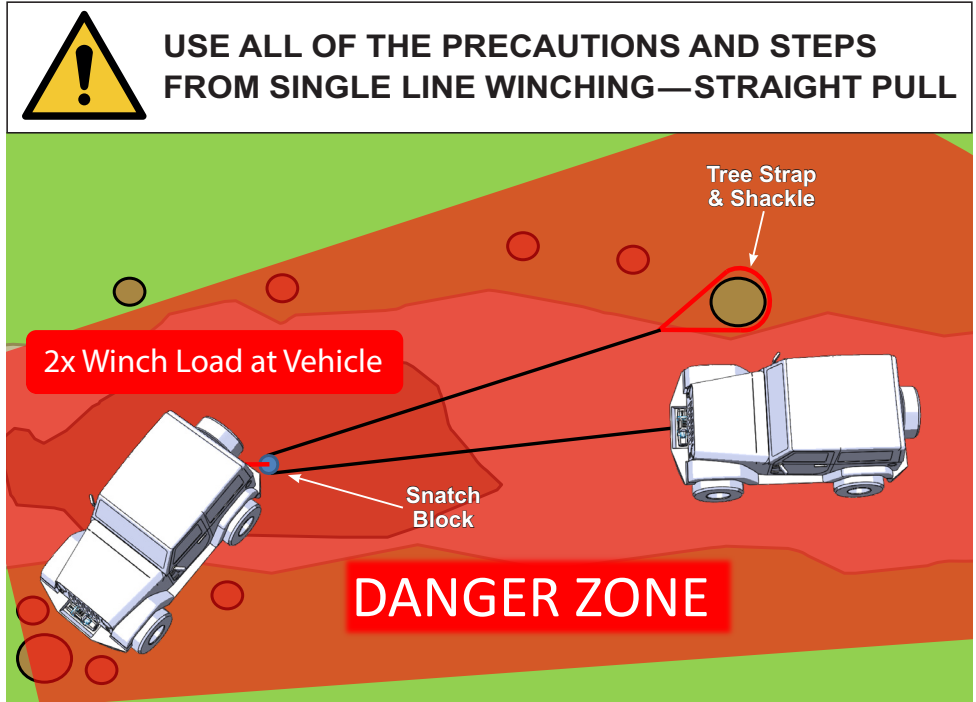 USE ALL OF THE PRECAUTIONS AND STEPS
FROM SINGLE LINE WINCHING—STRAIGHT PULL
Tree Strap
& Shackle
2x Winch Load at Vehicle
Snatch
Block
DANGER ZONE